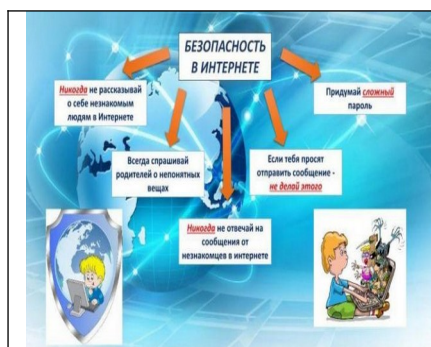 БЕЗОПАСНОСТЬ
В ИНТЕРНЕТЕ
Никогда не рассказывай
о себе незнакомым
людям в Интернете
Придумай сложный
пароль
Всегда спрашивай
родителей о непонятных
вещах
Если тебя просят
отправить сообщение -
не делай этого
Никогда не отвечай на
сообщения от
незнакомцев в интернете